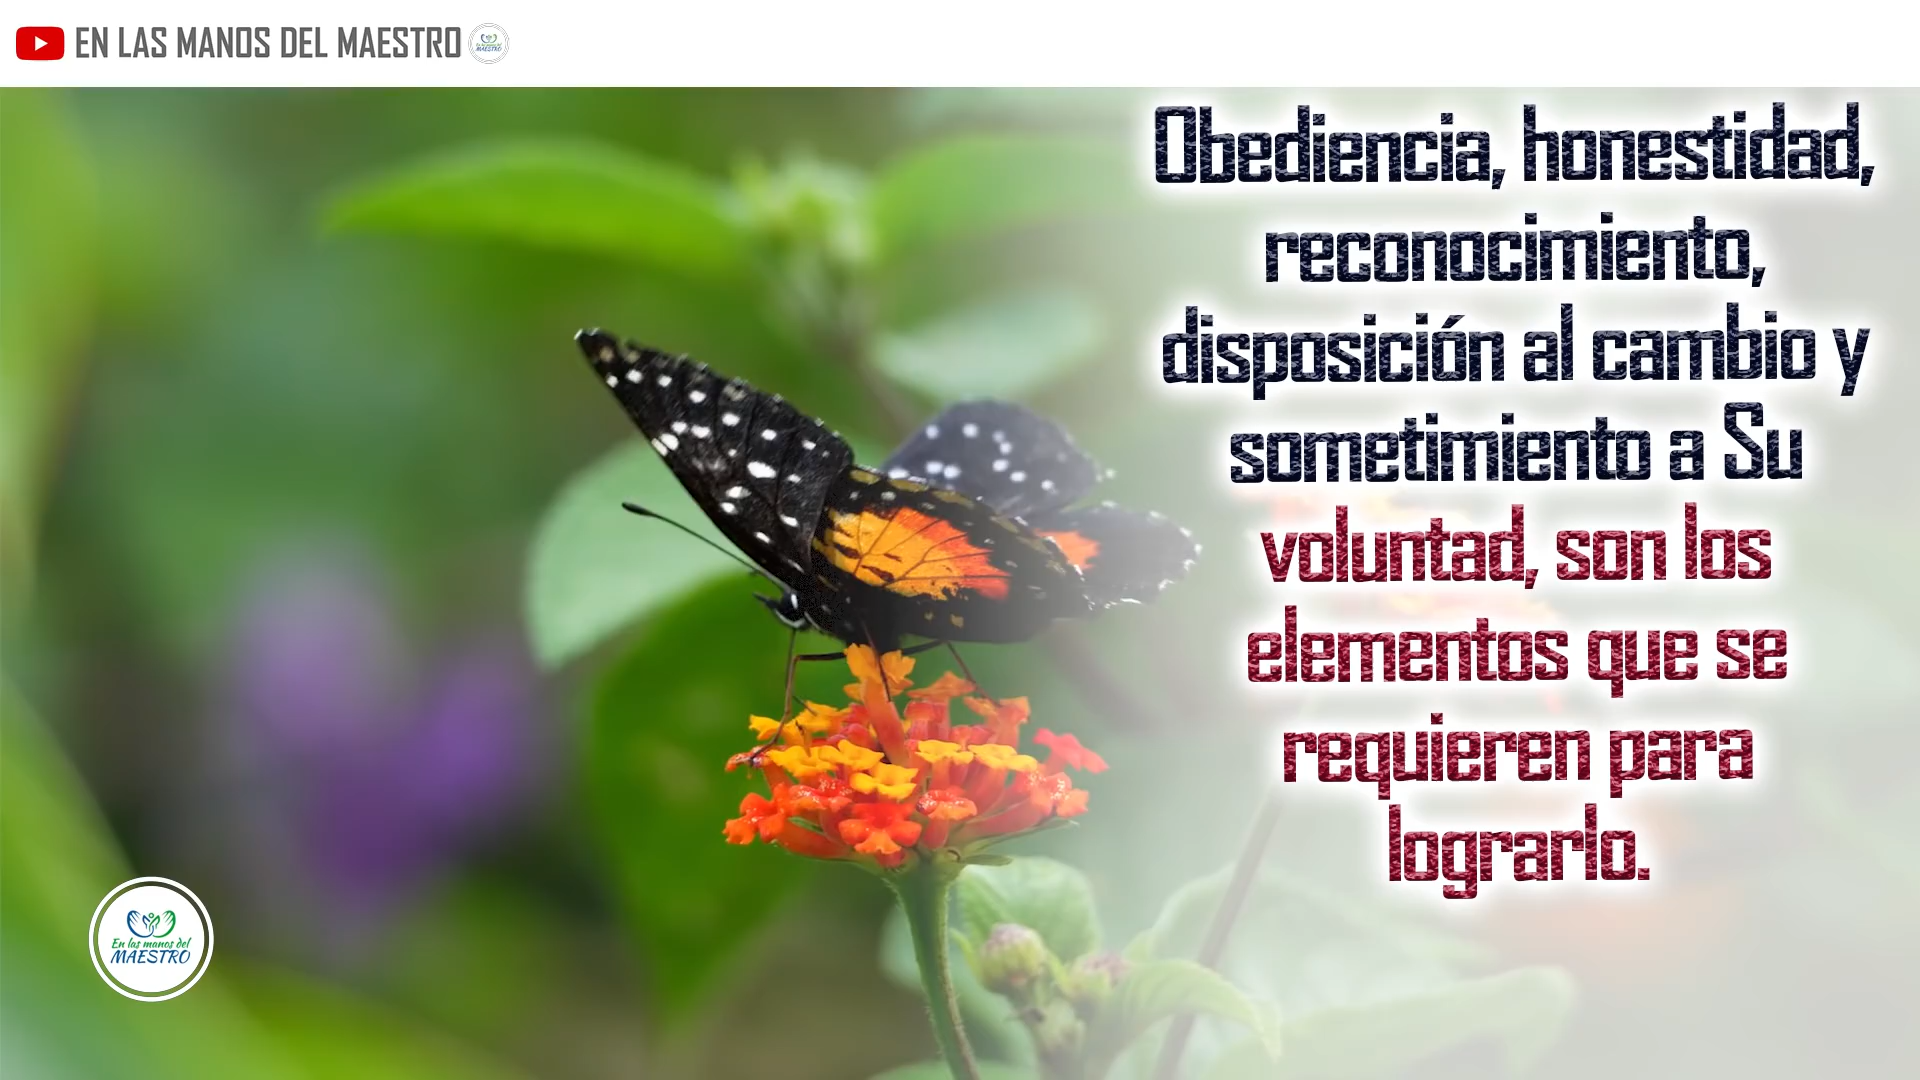 EN LAS MANOS DEL MAESTRO
Obediencia, honestidad,
reconocimiento,
disposición al cambio y
sometimiento a Su
voluntad, son los
elementos que se
requieren para
lograrlo.
En las manos del
MAESTRO